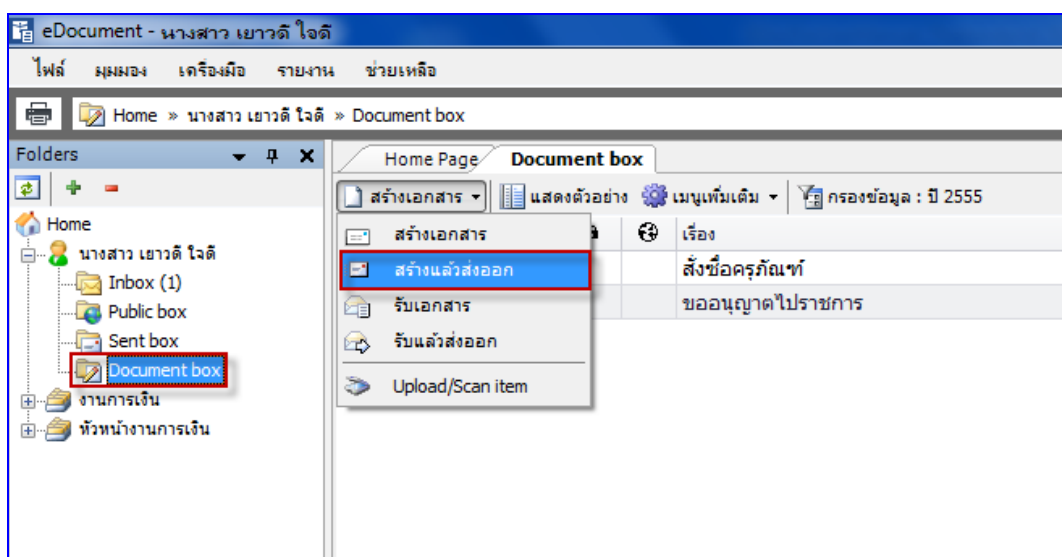 eDocument - นางสาว เยาวดี ใจดี
ไฟล์ มุมมอง เครื่องมือ รายงาน ช่วยเหลือ
Home » นางสาว เยาวดี ใจดี » Document box
Folders
Home
นางสาว เยาวดี ใจดี
Inbox (1)
Public box
Sent box
Document box
งานการเงิน
หัวหน้างานการเงิน
Home Page Document box
สร้างเอกสาร แสดงตัวอย่าง เมนูเพิ่มเติม กรองข้อมูล : ปี 2555
สร้างเอกสาร
สร้างแล้วส่งออก
รับเอกสาร
รับแล้วส่งออก
Upload/Scan item
เรื่อง
สั่งซื้อครุภัณฑ์
ขออนุญาตไปราชการ